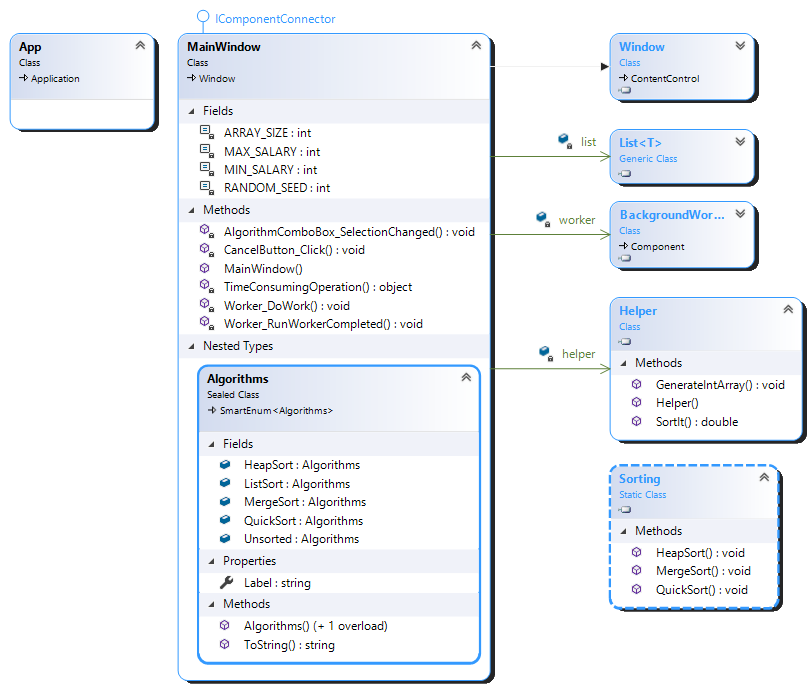 IComponentConnector
App
Class
Application
MainWindow
Class
Window
Fields
ARRAY_SIZE : int
MAX_SALARY : int
MIN_SALARY : int
RANDOM_SEED : int
Methods
AlgorithmComboBox_SelectionChanged() : void
CancelButton_Click() : void
MainWindow()
TimeConsumingOperation() : object
Worker_DoWork() : void
Worker_RunWorkerCompleted() : void
Nested Types
Algorithms
Sealed Class
SmartEnum<Algorithms>
Fields
HeapSort : Algorithms
ListSort : Algorithms
MergeSort : Algorithms
QuickSort : Algorithms
Unsorted : Algorithms
Properties
Label : string
Methods
Algorithms() (+ 1 overload)
ToString() : string
Window
Class
ContentControl
list
List<T>
Generic Class
worker
BackgroundWor...
Class
Component
helper
Helper
Class
Methods
GenerateIntArray() : void
Helper()
SortIt() : double
Sorting
Static Class
Methods
HeapSort() : void
MergeSort() : void
QuickSort() : void